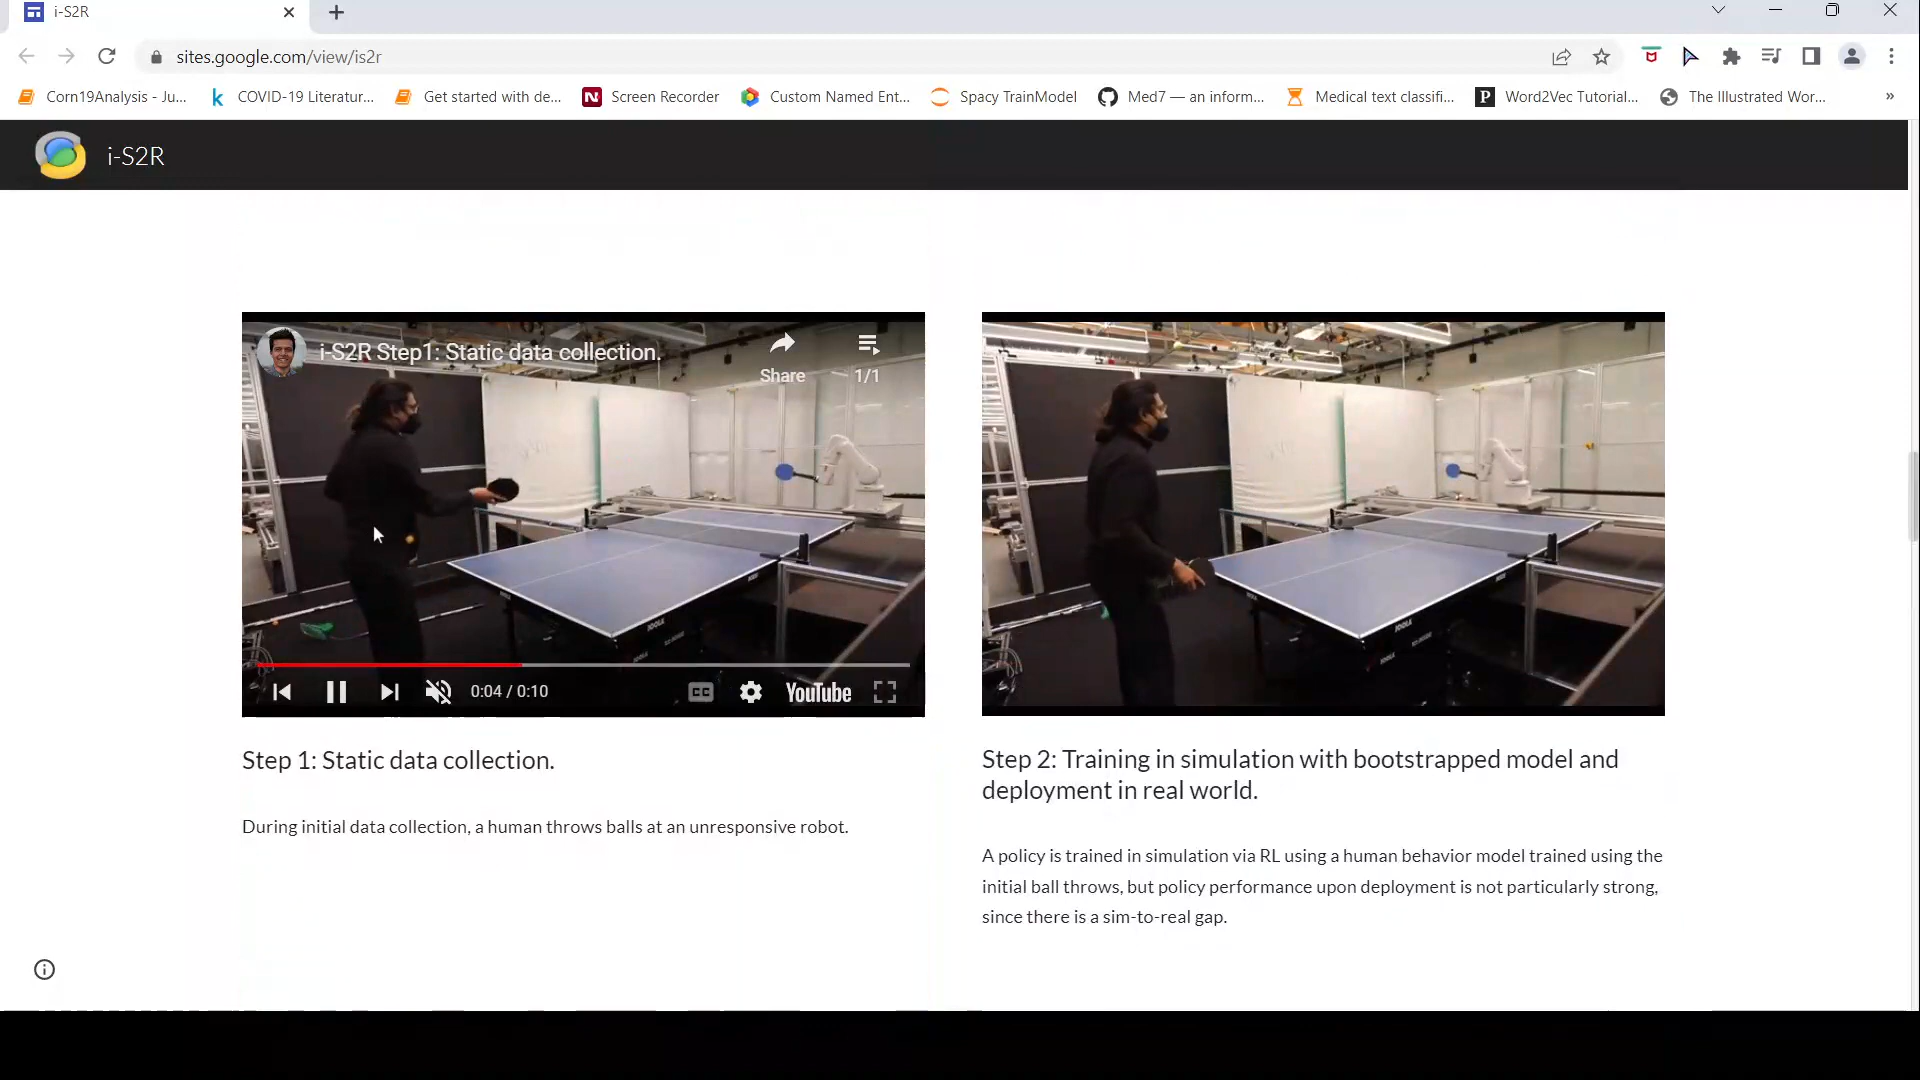 i-S2R
sites.google.com/view/is2r
Corn19Analysis - Ju...
COVID-19 Literatur...
Get started with de...
Screen Recorder
Custom Named Ent...
Spacy TrainModel
Med7 — an inform...
Medical text classifi...
Word2Vec Tutorial...
The Illustrated Wor...
»
i-S2R
i-S2R Step1: Static data collection.
Share
1/1
0:04 / 0:10
CC
YouTube
JOOLA
JOOLA
Step 1: Static data collection.
During initial data collection, a human throws balls at an unresponsive robot.
Step 2: Training in simulation with bootstrapped model and
deployment in real world.
A policy is trained in simulation via RL using a human behavior model trained using the
initial ball throws, but policy performance upon deployment is not particularly strong,
since there is a sim-to-real gap.